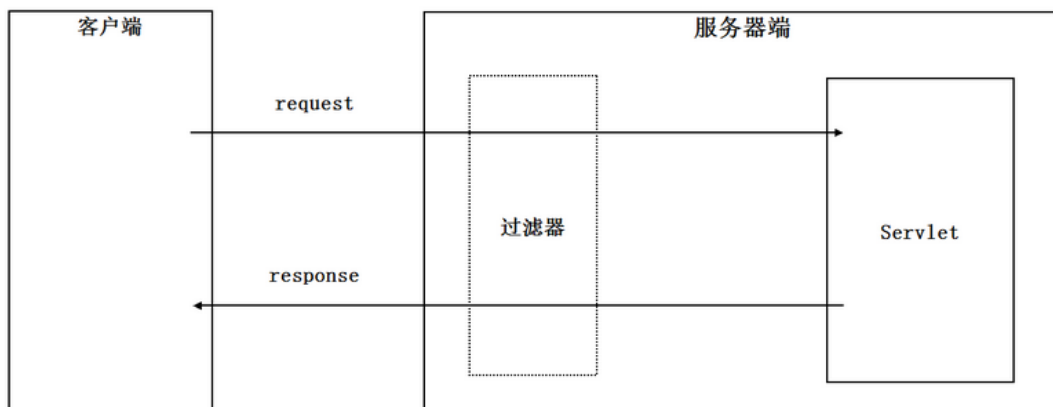 客户端
服务器端
request
过滤器
Servlet
response